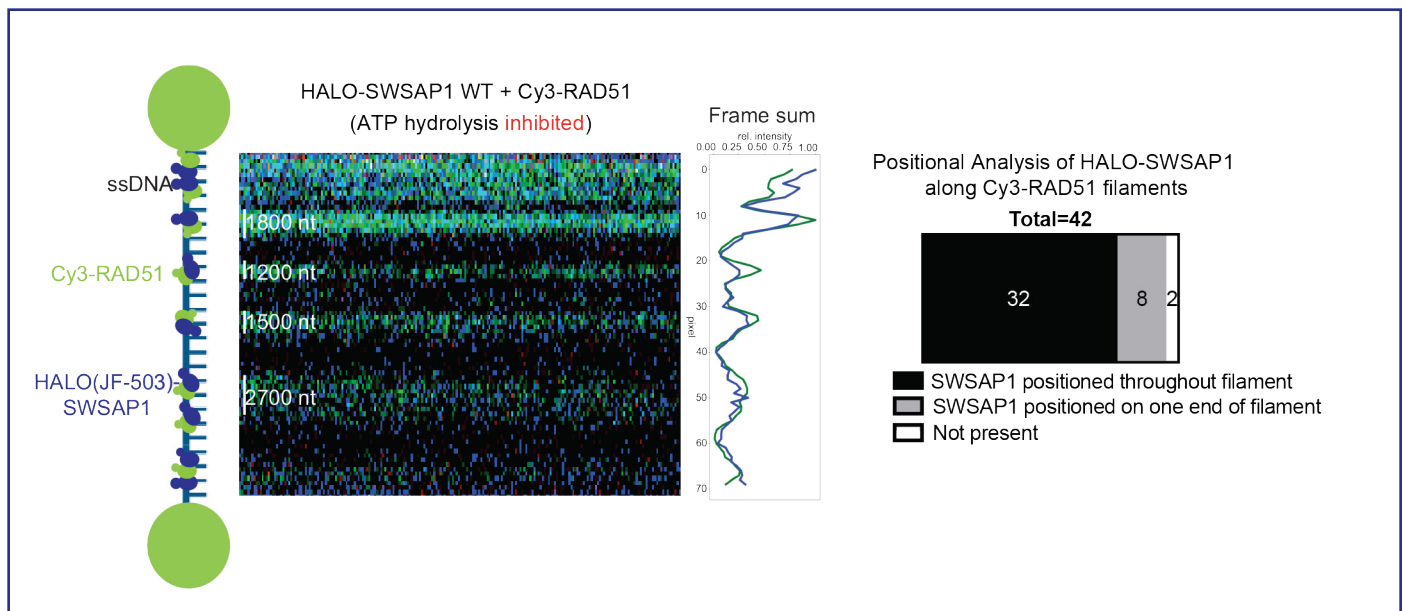 HALO-SWSAP1 WT + Cy3-RAD51
(ATP hydrolysis inhibited)
ssDNA
Cy3-RAD51
HALO(JF-503)-
SWSAP1
1800 nt
1200 nt
1500 nt
2700 nt
Frame sum
rel. intensity
0.00 0.25 0.50 0.75 1.00
0
10
20
30
pixel
40
50
60
70
Positional Analysis of HALO-SWSAP1
along Cy3-RAD51 filaments
Total=42
32 8 2
SWSAP1 positioned throughout filament
SWSAP1 positioned on one end of filament
Not present